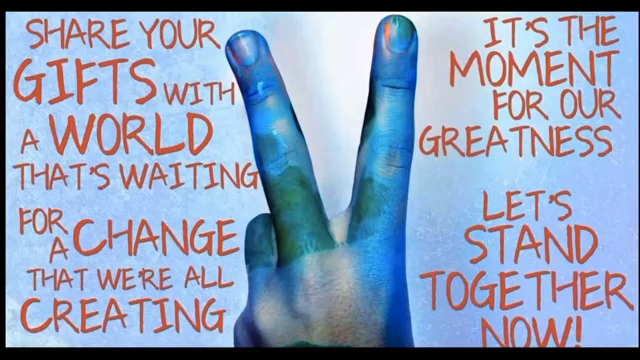 SHARE YOUR
GIFTS WITH
A WORLD
THAT'S WAITING
FOR
A CHANGE
THAT WE'RE ALL
CREATING
IT'S THE
MOMENT
FOR OUR
GREATNESS
LET'S
STAND
TOGETHER
NOW!